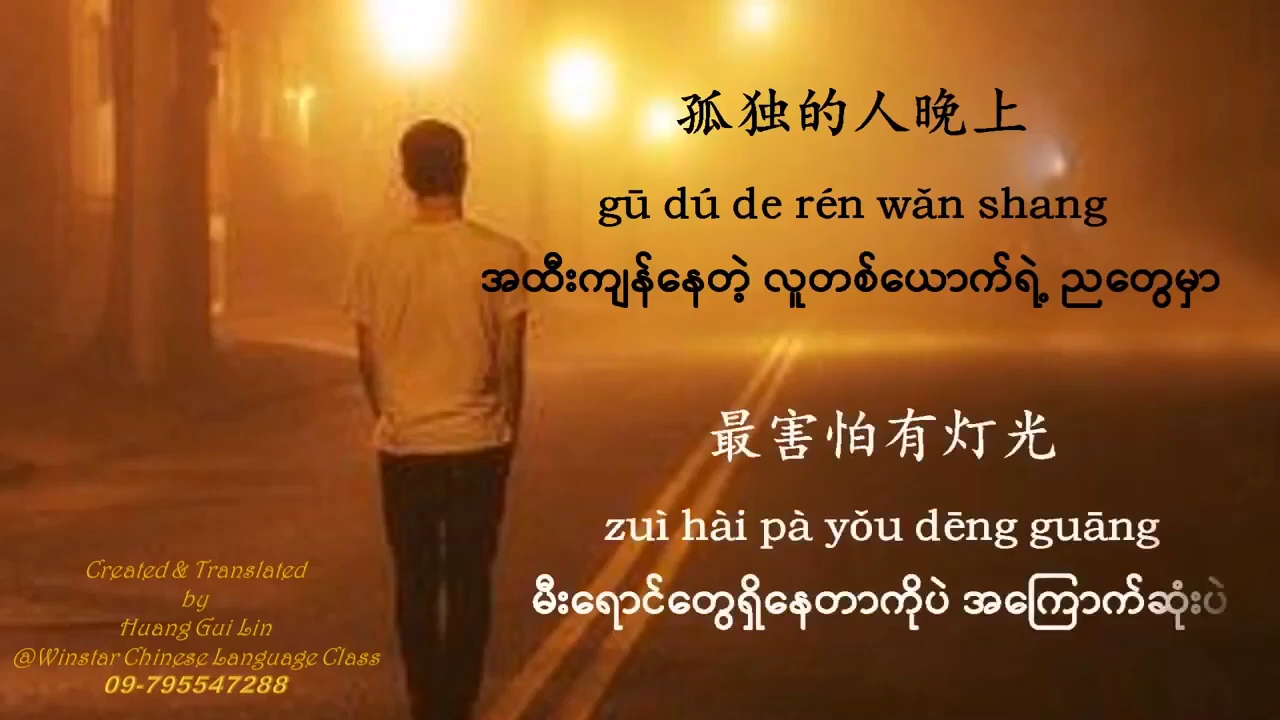 孤独的人晚上
gū dú de rén wǎn shang
အထီးကျန်နေတဲ့ လူတစ်ယောက်ရဲ့ ညတွေမှာ
最害怕有灯光
zuì hài pà yǒu dēng guāng
မီးရောင်တွေရှိနေတာကိုပဲ အကြောက်ဆုံးပဲ
Created & Translated
by
Huang Gui Lin
@Winstar Chinese Language Class
09-795547288